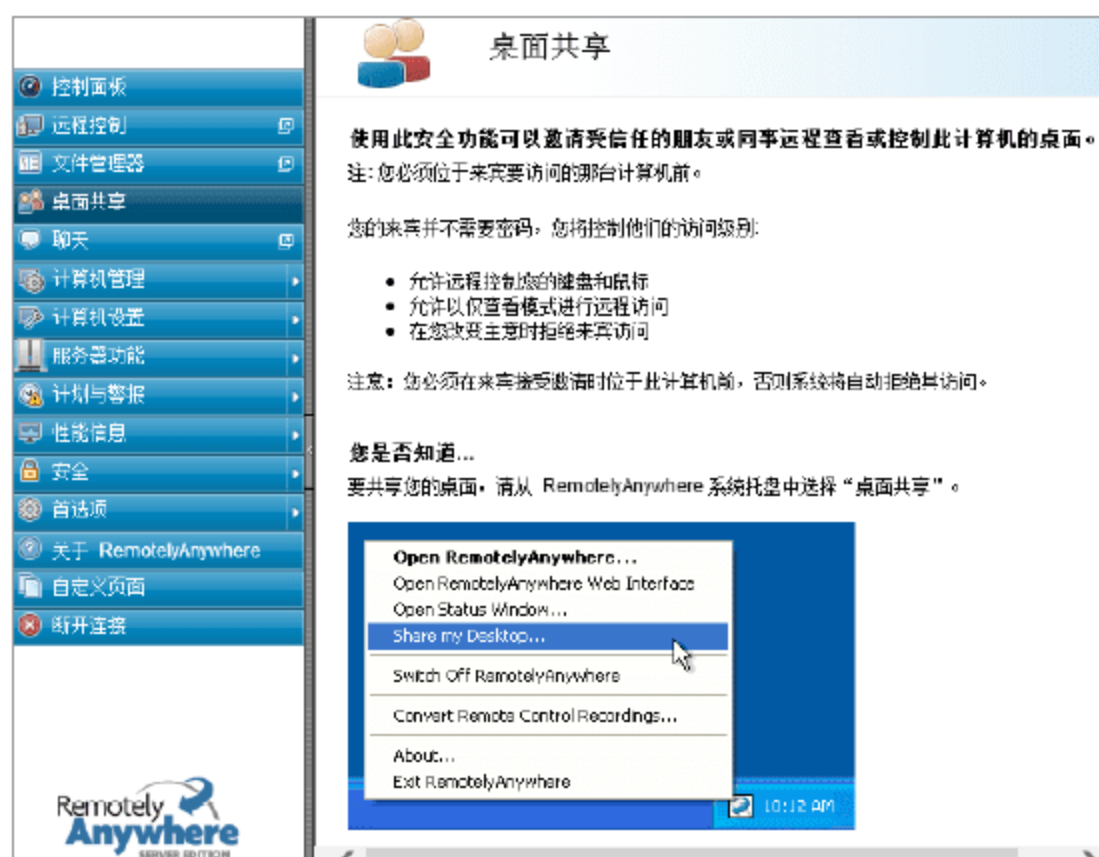 控制面板
远程控制
文件管理器
桌面共享
聊天
计算机管理
计算机设置
服务器功能
计划与警报
性能信息
安全
首选项
关于 RemotelyAnywhere
自定义页面
断开连接
Remotely
Anywhere
SERVER EDITION
桌面共享
使用此安全功能可以邀请受信任的朋友或同事远程查看或控制此计算机的桌面。
注:您必须位于来宾要访问的那台计算机前。
您的来宾并不需要密码,您将控制他们的访问级别:
• 允许远程控制您的键盘和鼠标
• 允许以仅查看模式进行远程访问
• 在您改变主意时拒绝来宾访问
注意:您必须在来宾接受邀请时位于此计算机前,否则系统将自动拒绝其访问。
您是否知道...
要共享您的桌面,请从 RemotelyAnywhere 系统托盘中选择“桌面共享”。
Open RemotelyAnywhere...
Open RemotelyAnywhere Web Interface
Open Status Window...
Share my Desktop...
Switch Off RemotelyAnywhere
Convert Remote Control Recordings...
About...
Exit RemotelyAnywhere
10:12 AM